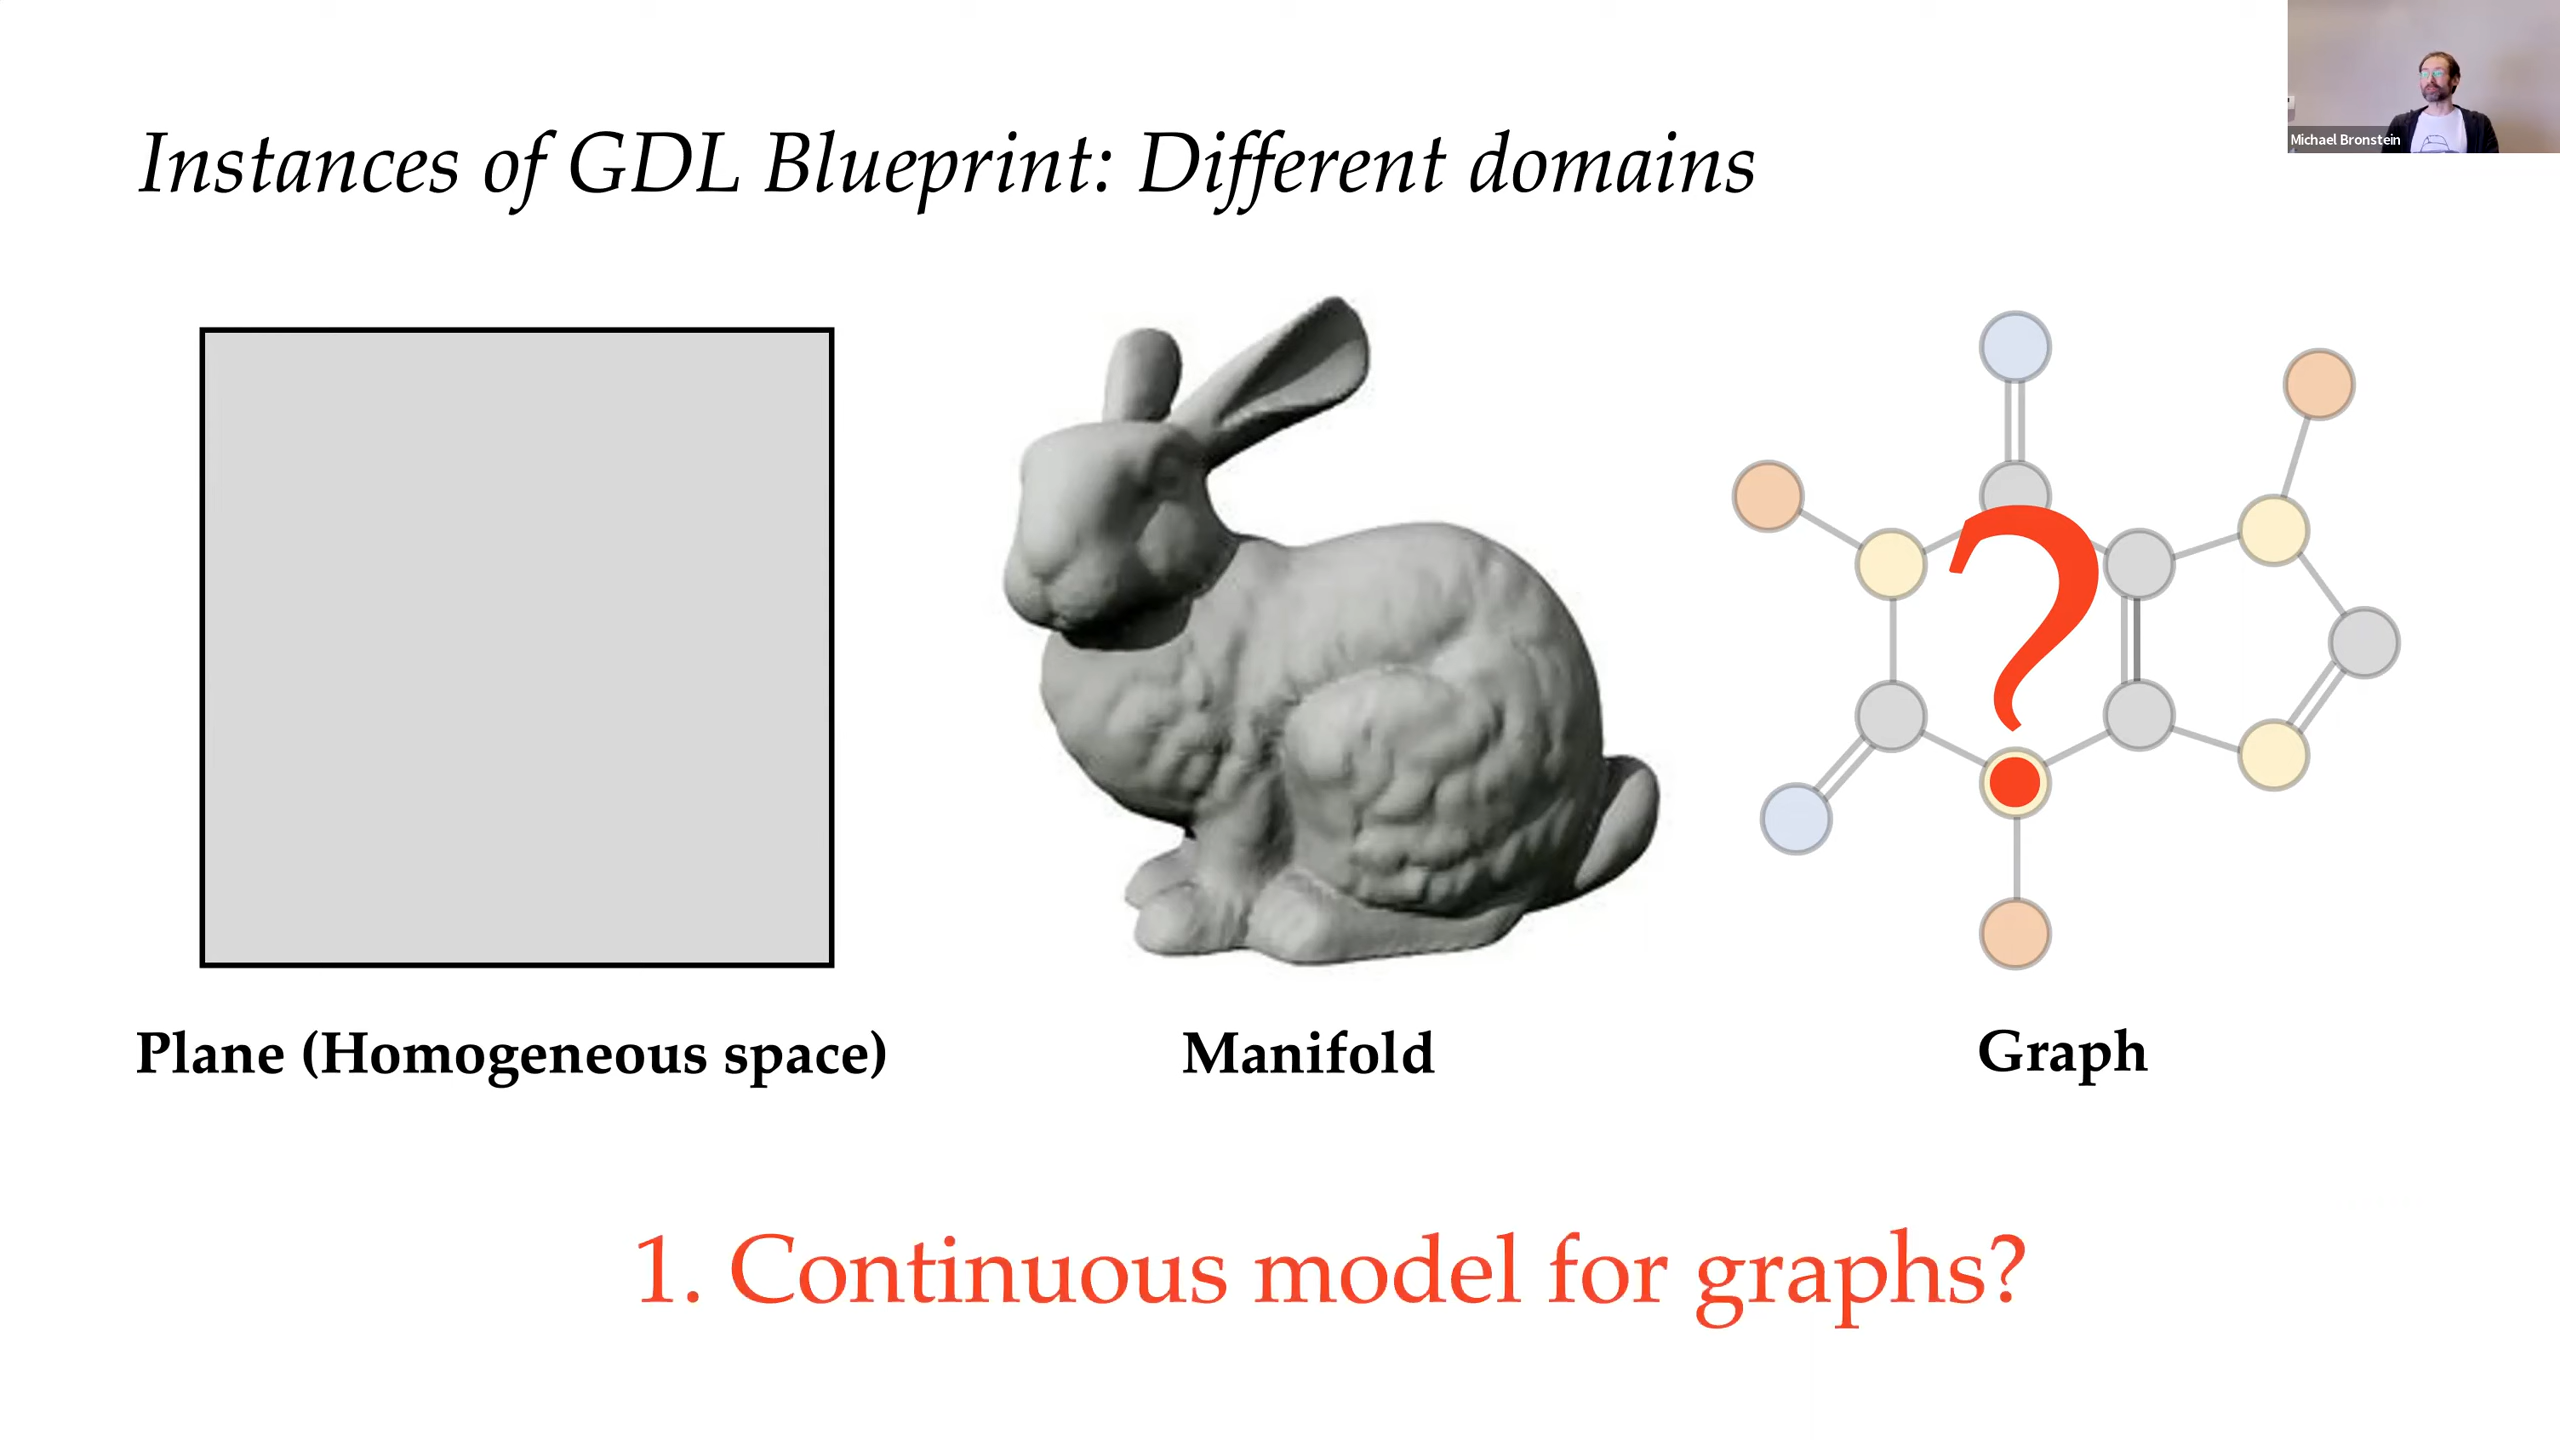 Michael Bronstein
Instances of GDL Blueprint: Different domains
?
Plane (Homogeneous space)
Manifold
Graph
1. Continuous model for graphs?